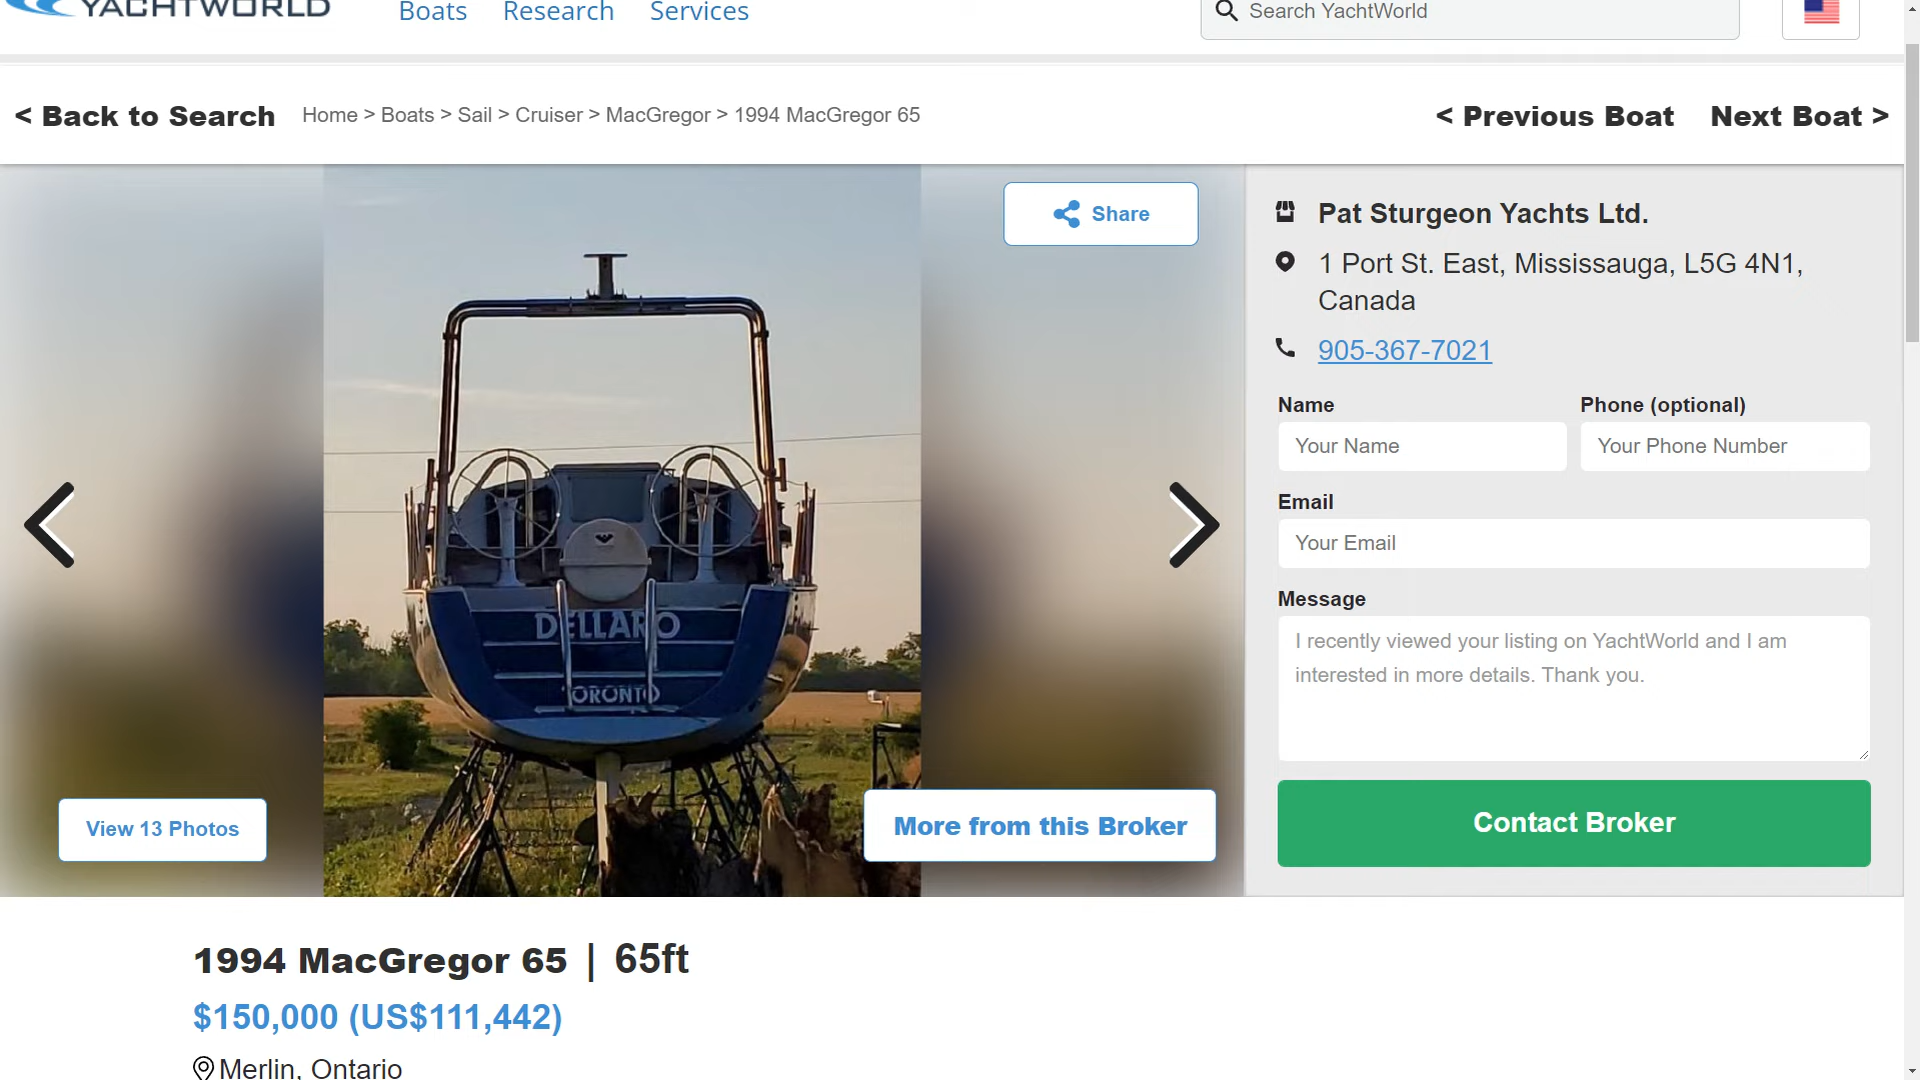 YACHTWORLD
Boats Research Services
Search YachtWorld
< Back to Search
Home > Boats > Sail > Cruiser > MacGregor > 1994 MacGregor 65
< Previous Boat Next Boat >
Share
DELLARO
TORONTO
View 13 Photos
More from this Broker
Pat Sturgeon Yachts Ltd.
1 Port St. East, Mississauga, L5G 4N1,
Canada
905-367-7021
Name Phone (optional)
Your Name Your Phone Number
Email
Your Email
Message
I recently viewed your listing on YachtWorld and I am
interested in more details. Thank you.
Contact Broker
1994 MacGregor 65 | 65ft
$150,000 (US$111,442)
Merlin, Ontario